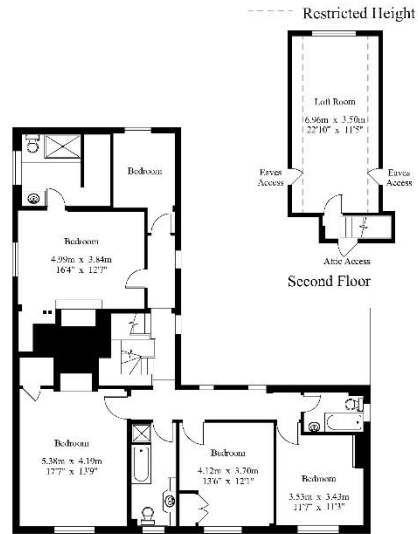 Restricted Height
Loft Room
6.96m x 3.50m
22'10" x 11'5"
Eaves
Access
Eaves
Access
Attic Access
Second Floor
Bedroom
Bedroom
4.99m x 3.84m
16'4" x 12'7"
Bedroom
5.38m x 4.19m
17'7" x 13'9"
Bedroom
4.12m x 3.70m
13'6" x 12'1"
Bedroom
3.53m x 3.43m
11'7" x 11'3"